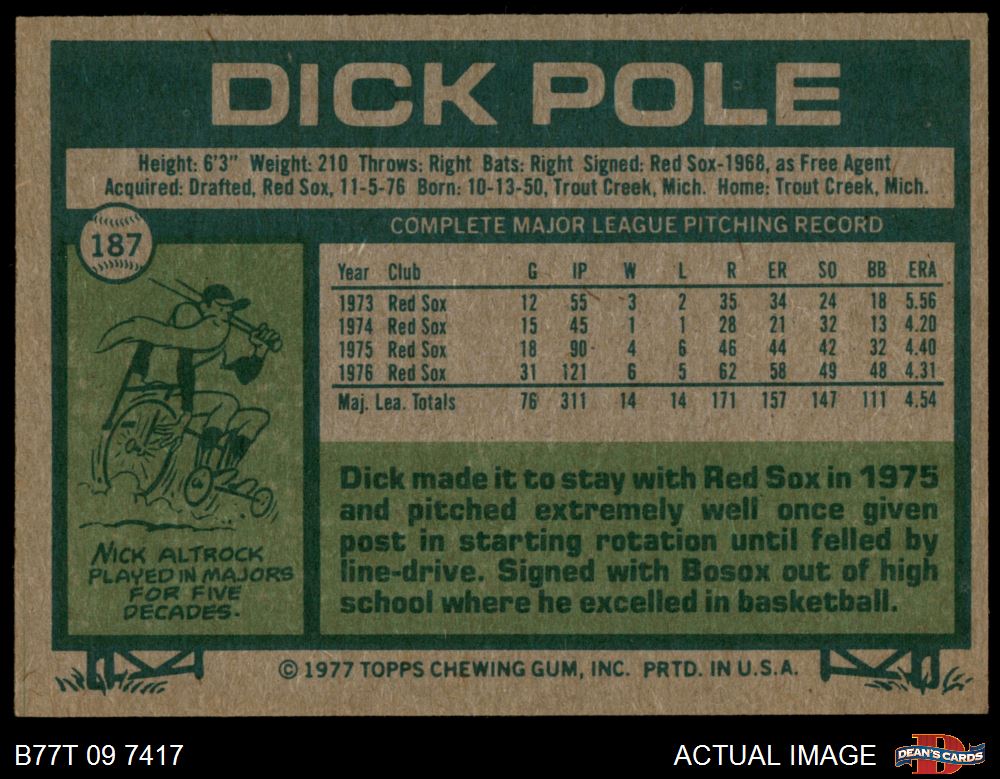 DICK POLE
Height: 6'3" Weight: 210 Throws: Right Bats: Right Signed: Red Sox-1968, as Free Agent
Acquired: Drafted, Red Sox, 11-5-76 Born: 10-13-50, Trout Creek, Mich. Home: Trout Creek, Mich.
187
COMPLETE MAJOR LEAGUE PITCHING RECORD
Year Club G IP W L R ER SO BB ERA
1973 Red Sox 12 55 3 2 35 34 24 18 5.56
1974 Red Sox 15 45 1 1 28 21 32 13 4.20
1975 Red Sox 18 90 4 6 46 44 42 32 4.40
1976 Red Sox 31 121 6 5 62 58 49 48 4.31
Maj. Lea. Totals 76 311 14 14 171 157 147 111 4.54
NICK ALTROCK
PLAYED IN MAJORS
FOR FIVE
DECADES.
Dick made it to stay with Red Sox in 1975
and pitched extremely well once given
post in starting rotation until felled by
line-drive. Signed with Bosox out of high
school where he excelled in basketball.
© 1977 TOPPS CHEWING GUM, INC. PRTD. IN U.S.A.
B77T 09 7417
ACTUAL IMAGE
D
DEAN'S CARDS